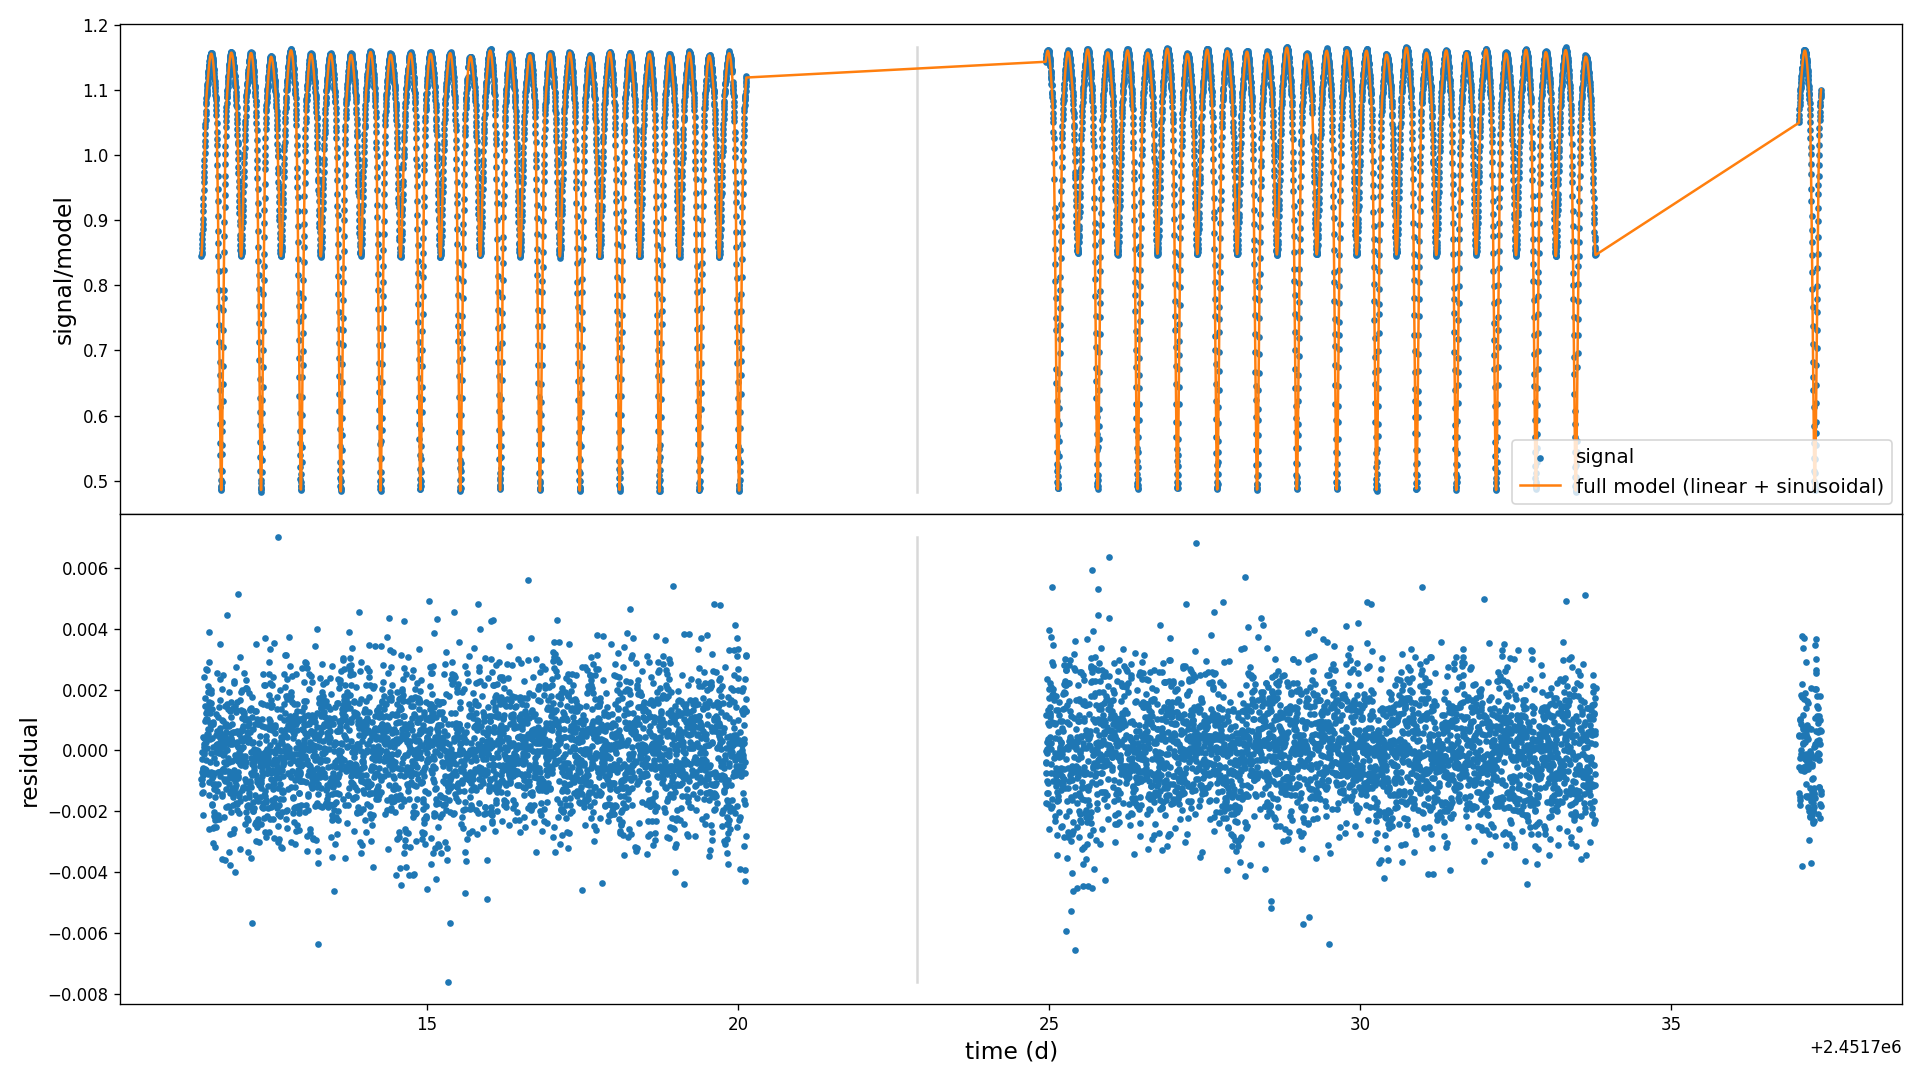 1.2
1.1
1.0
0.9
0.8
0.7
0.6
0.5
signal/model
signal
full model (linear + sinusoidal)
0.006
0.004
0.002
0.000
−0.002
−0.004
−0.006
−0.008
residual
15 20 25 30 35
time (d)
+2.4517e6